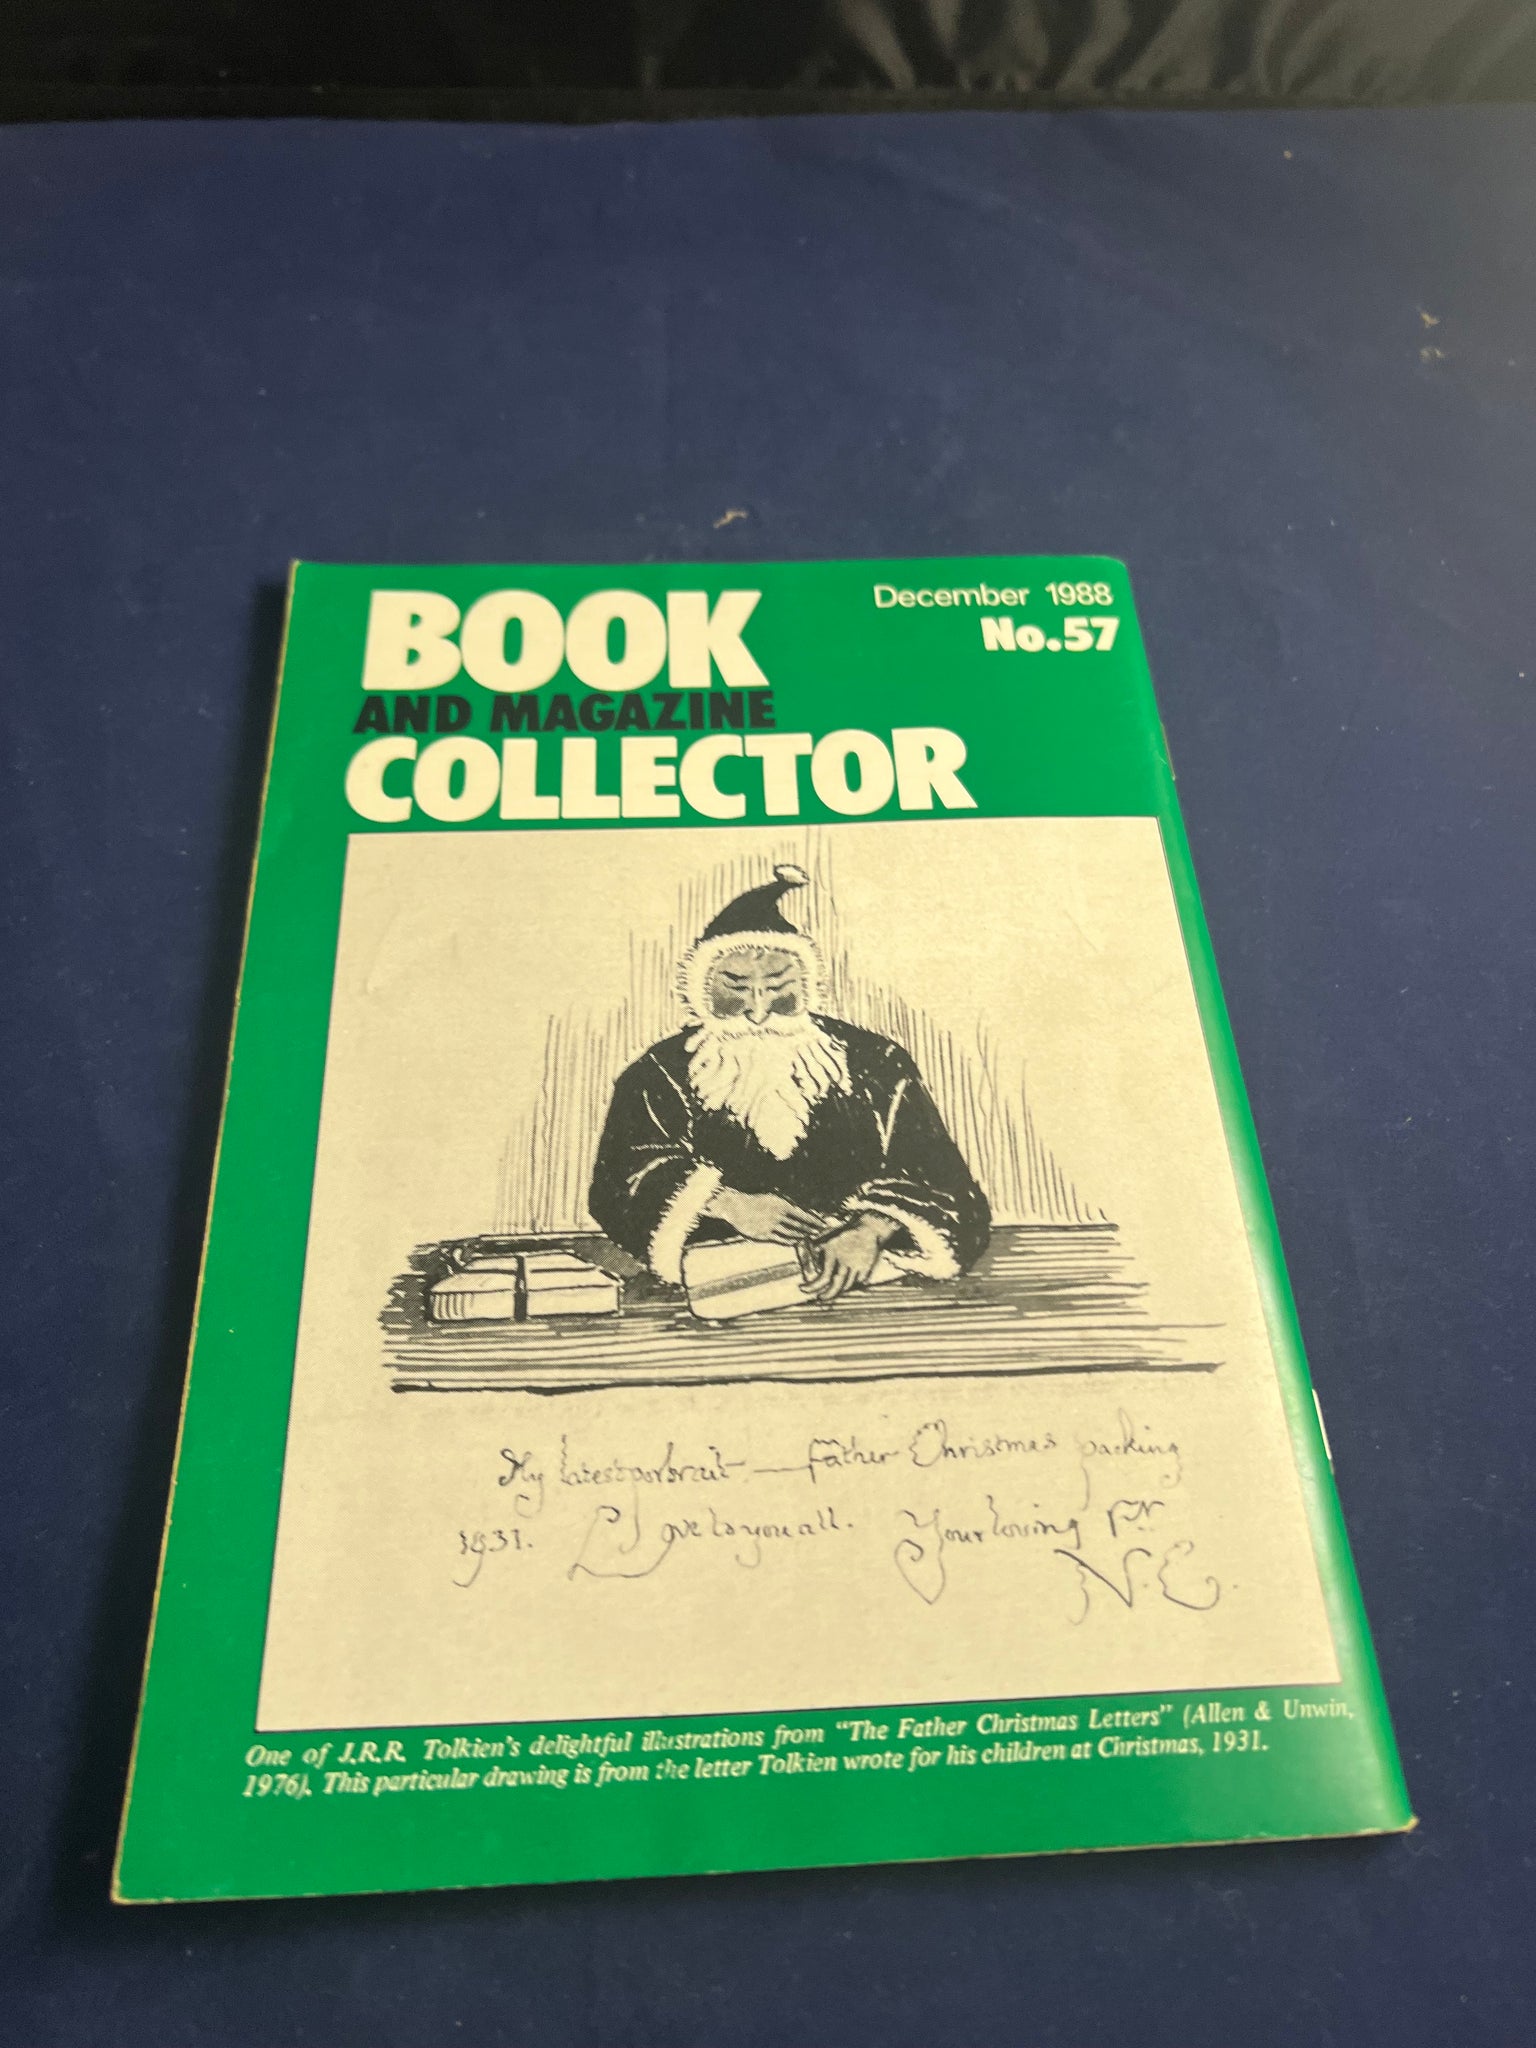 BOOK
December 1988
No.57
AND MAGAZINE
COLLECTOR
My latest portrait — Father Christmas packing
1931. Love to you all. Your loving Fr.
N.C.
One of J.R.R. Tolkien's delightful illustrations from "The Father Christmas Letters" (Allen & Unwin,
1976). This particular drawing is from the letter Tolkien wrote for his children at Christmas, 1931.